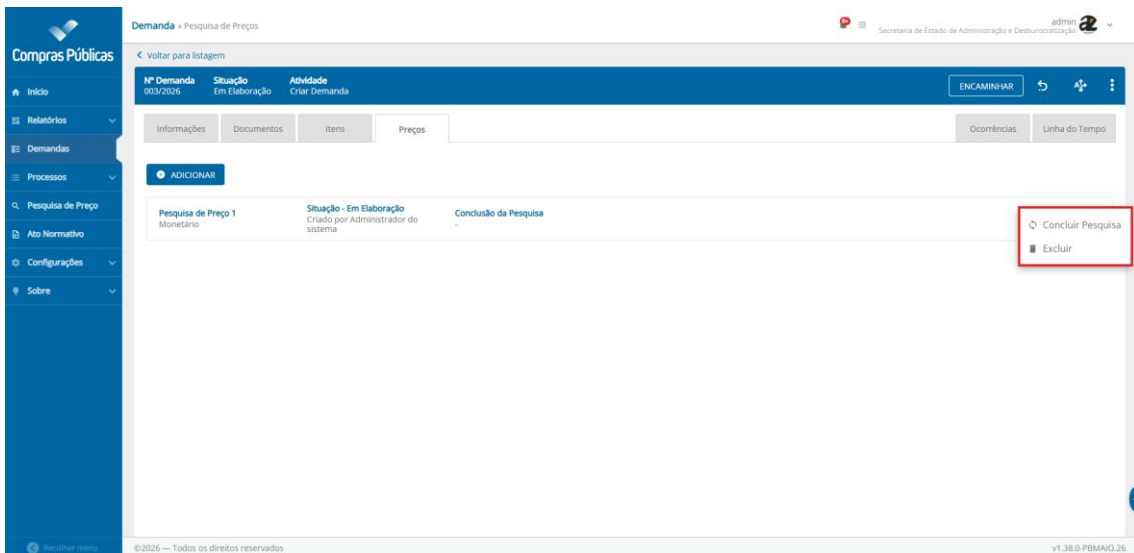 Compras Públicas
Início
Relatórios
Demandas
Processos
Pesquisa de Preço
Ato Normativo
Configurações
Sobre
Recolher menu
Demanda » Pesquisa de Preços
admin
Secretaria de Estado de Administração e Desburocratização
Voltar para listagem
Nº Demanda Situação Atividade
003/2026 Em Elaboração Criar Demanda
ENCAMINHAR
Informações Documentos Itens Preços Ocorrências Linha do Tempo
ADICIONAR
Pesquisa de Preço 1
Monetário
Situação - Em Elaboração
Criado por Administrador do
sistema
Conclusão da Pesquisa
-
Concluir Pesquisa
Excluir
©2026 — Todos os direitos reservados
v1.38.0-PBMAIO.26